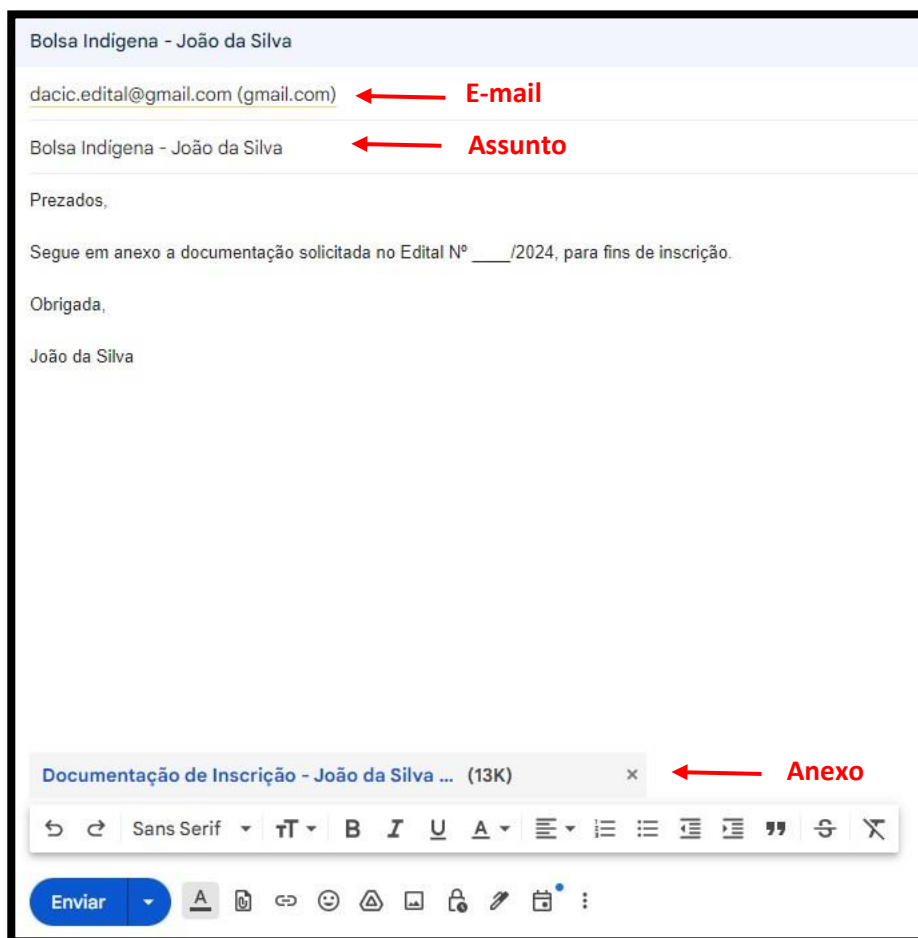 Bolsa Indígena - João da Silva
dacic.edital@gmail.com (gmail.com) E-mail
Bolsa Indígena - João da Silva Assunto
Prezados,
Segue em anexo a documentação solicitada no Edital Nº ____/2024, para fins de inscrição.
Obrigada,
João da Silva
Documentação de Inscrição - João da Silva ... (13K) × Anexo
Sans Serif TT B I U A
Enviar A